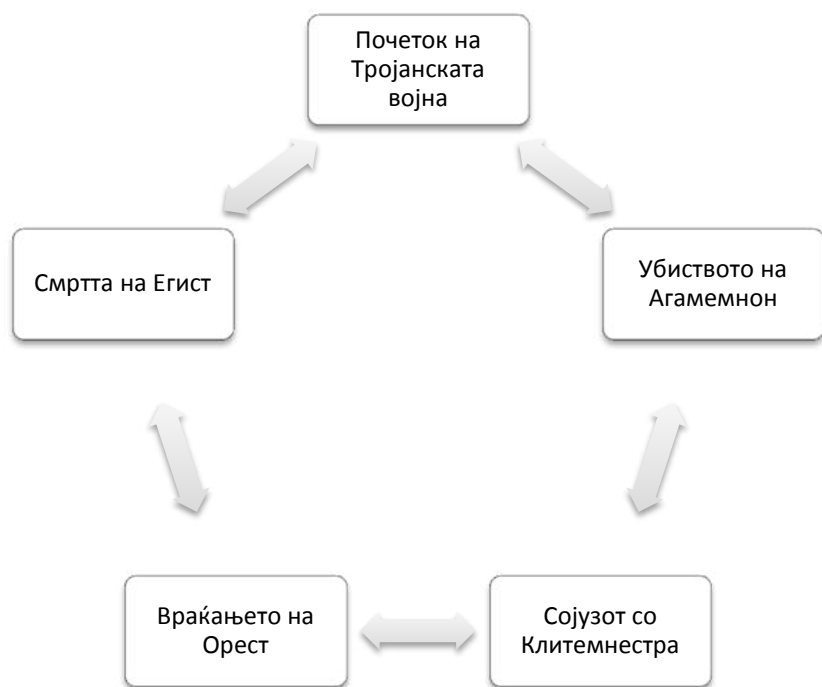 Почеток на
Тројанската
војна
Смртта на Егист
Убиството на
Агамемнон
Враќањето на
Орест
Сојузот со
Клитемнестра